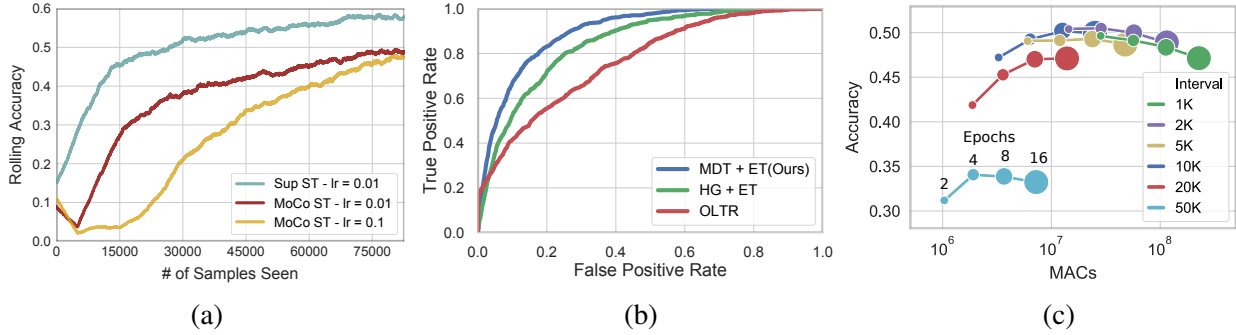 0.6
0.5
0.4
0.3
0.2
0.1
0.0
Rolling Accuracy
0
15000
30000
45000
60000
75000
# of Samples Seen
Sup ST - lr = 0.01
MoCo ST - lr = 0.01
MoCo ST - lr = 0.1
(a)
1.0
0.8
0.6
0.4
0.2
0.0
True Positive Rate
0.0
0.2
0.4
0.6
0.8
1.0
False Positive Rate
MDT + ET(Ours)
HG + ET
OLTR
(b)
0.50
0.45
0.40
0.35
0.30
Accuracy
10⁶
10⁷
10⁸
MACs
Epochs
2
4
8
16
Interval
1K
2K
5K
10K
20K
50K
(c)